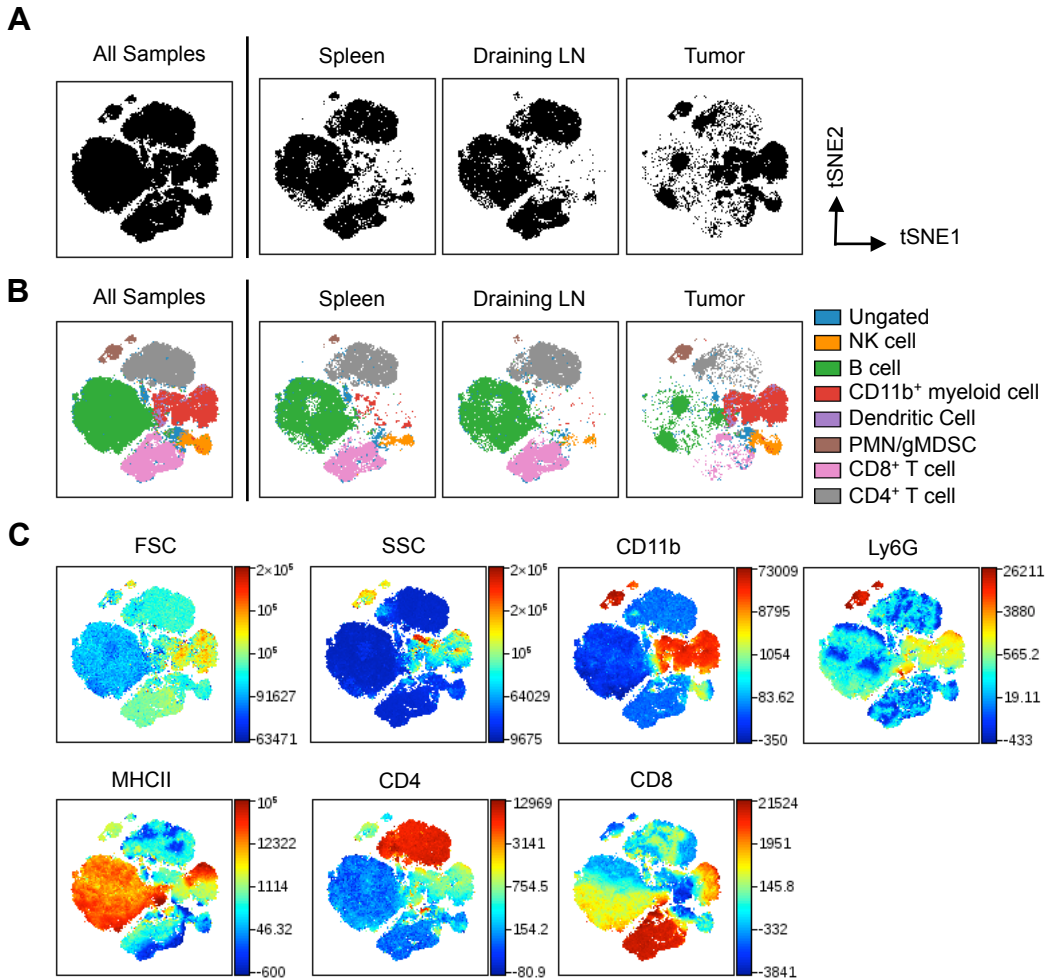 A
All Samples
Spleen
Draining LN
Tumor
tSNE2
tSNE1
B
All Samples
Spleen
Draining LN
Tumor
Ungated
NK cell
B cell
CD11b⁺ myeloid cell
Dendritic Cell
PMN/gMDSC
CD8⁺ T cell
CD4⁺ T cell
C
FSC
2×10⁵
10⁵
10⁵
91627
63471
SSC
2×10⁵
2×10⁵
10⁵
64029
9675
CD11b
73009
8795
1054
83.62
-350
Ly6G
26211
3880
565.2
19.11
-433
MHCII
10⁵
12322
1114
46.32
-600
CD4
12969
3141
754.5
154.2
-80.9
CD8
21524
1951
145.8
-332
-3841